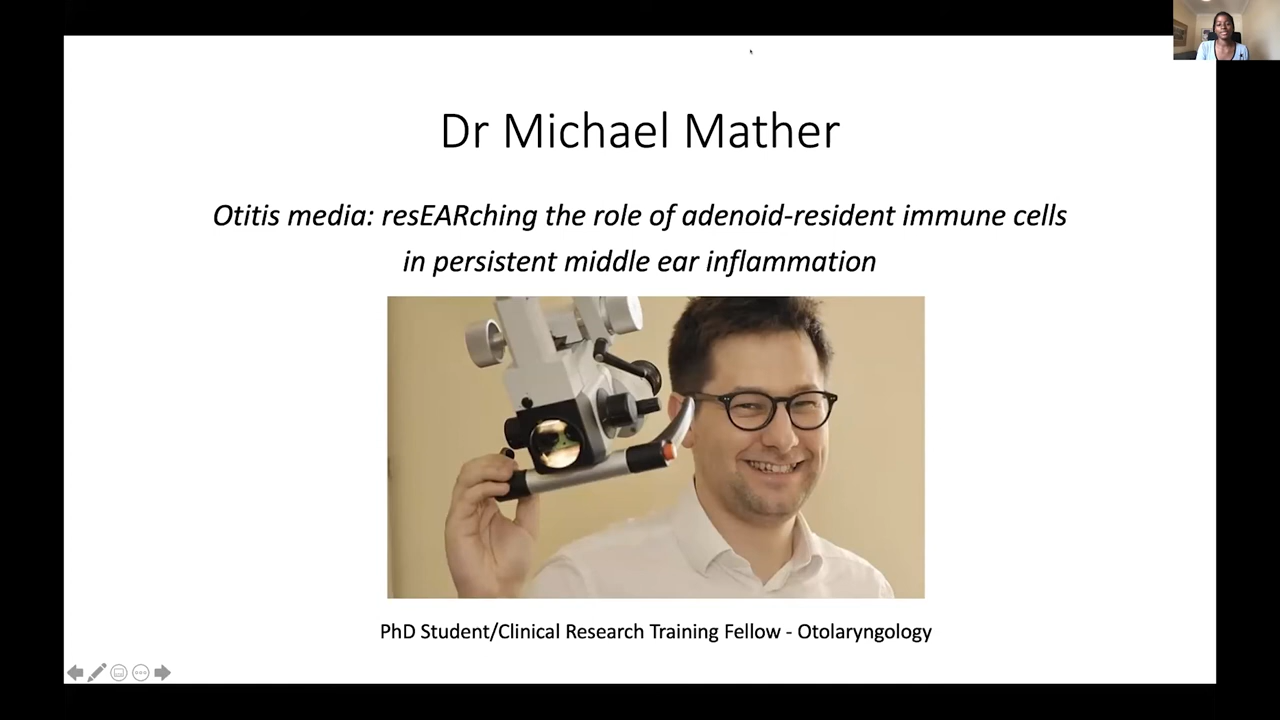 Dr Michael Mather
Otitis media: resEARching the role of adenoid-resident immune cells
in persistent middle ear inflammation
PhD Student/Clinical Research Training Fellow - Otolaryngology